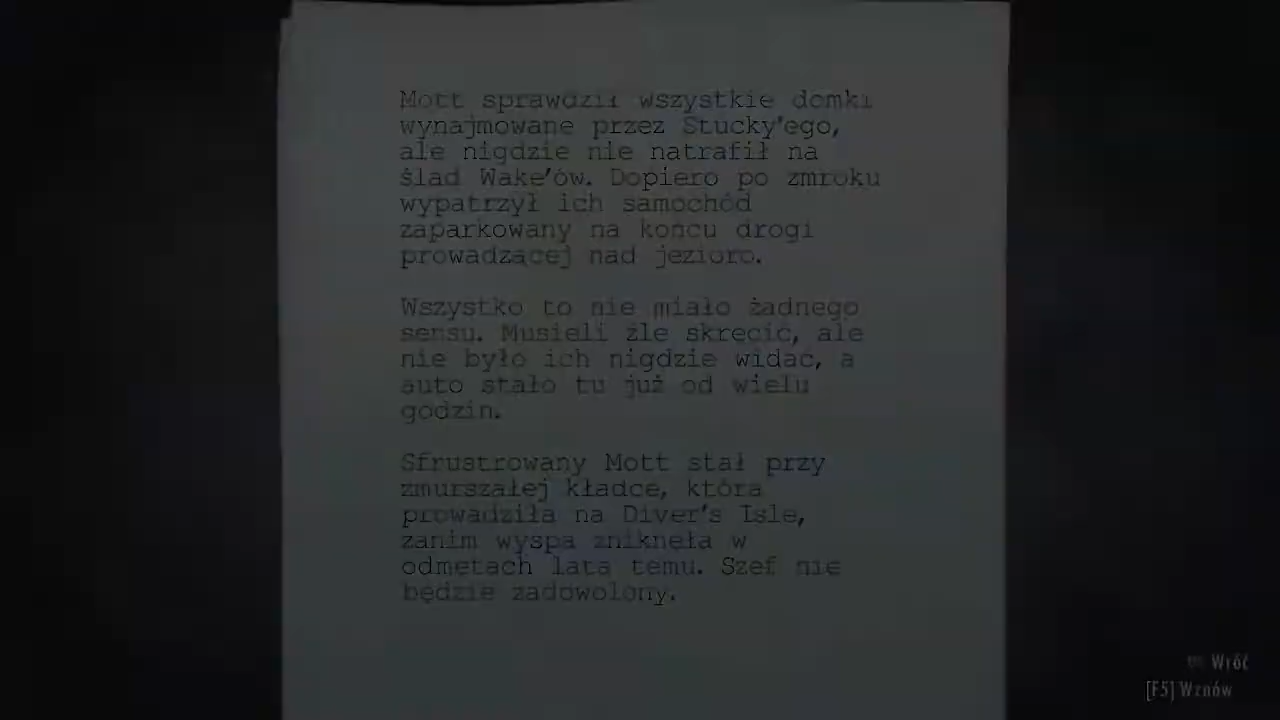 Mott sprawdził wszystkie domki
wynajmowane przez Stucky'ego,
ale nigdzie nie natrafił na
ślad Wake'ów. Dopiero po zmroku
wypatrzył ich samochód
zaparkowany na końcu drogi
prowadzącej nad jezioro.
Wszystko to nie miało żadnego
sensu. Musieli źle skręcić, ale
nie było ich nigdzie widać, a
auto stało tu już od wielu
godzin.
Sfrustrowany Mott stał przy
zmurszałej kładce, która
prowadziła na Diver's Isle,
zanim wyspa zniknęła w
odmętach lata temu. Szef nie
będzie zadowolony.
Wróć
[F5] Wznów